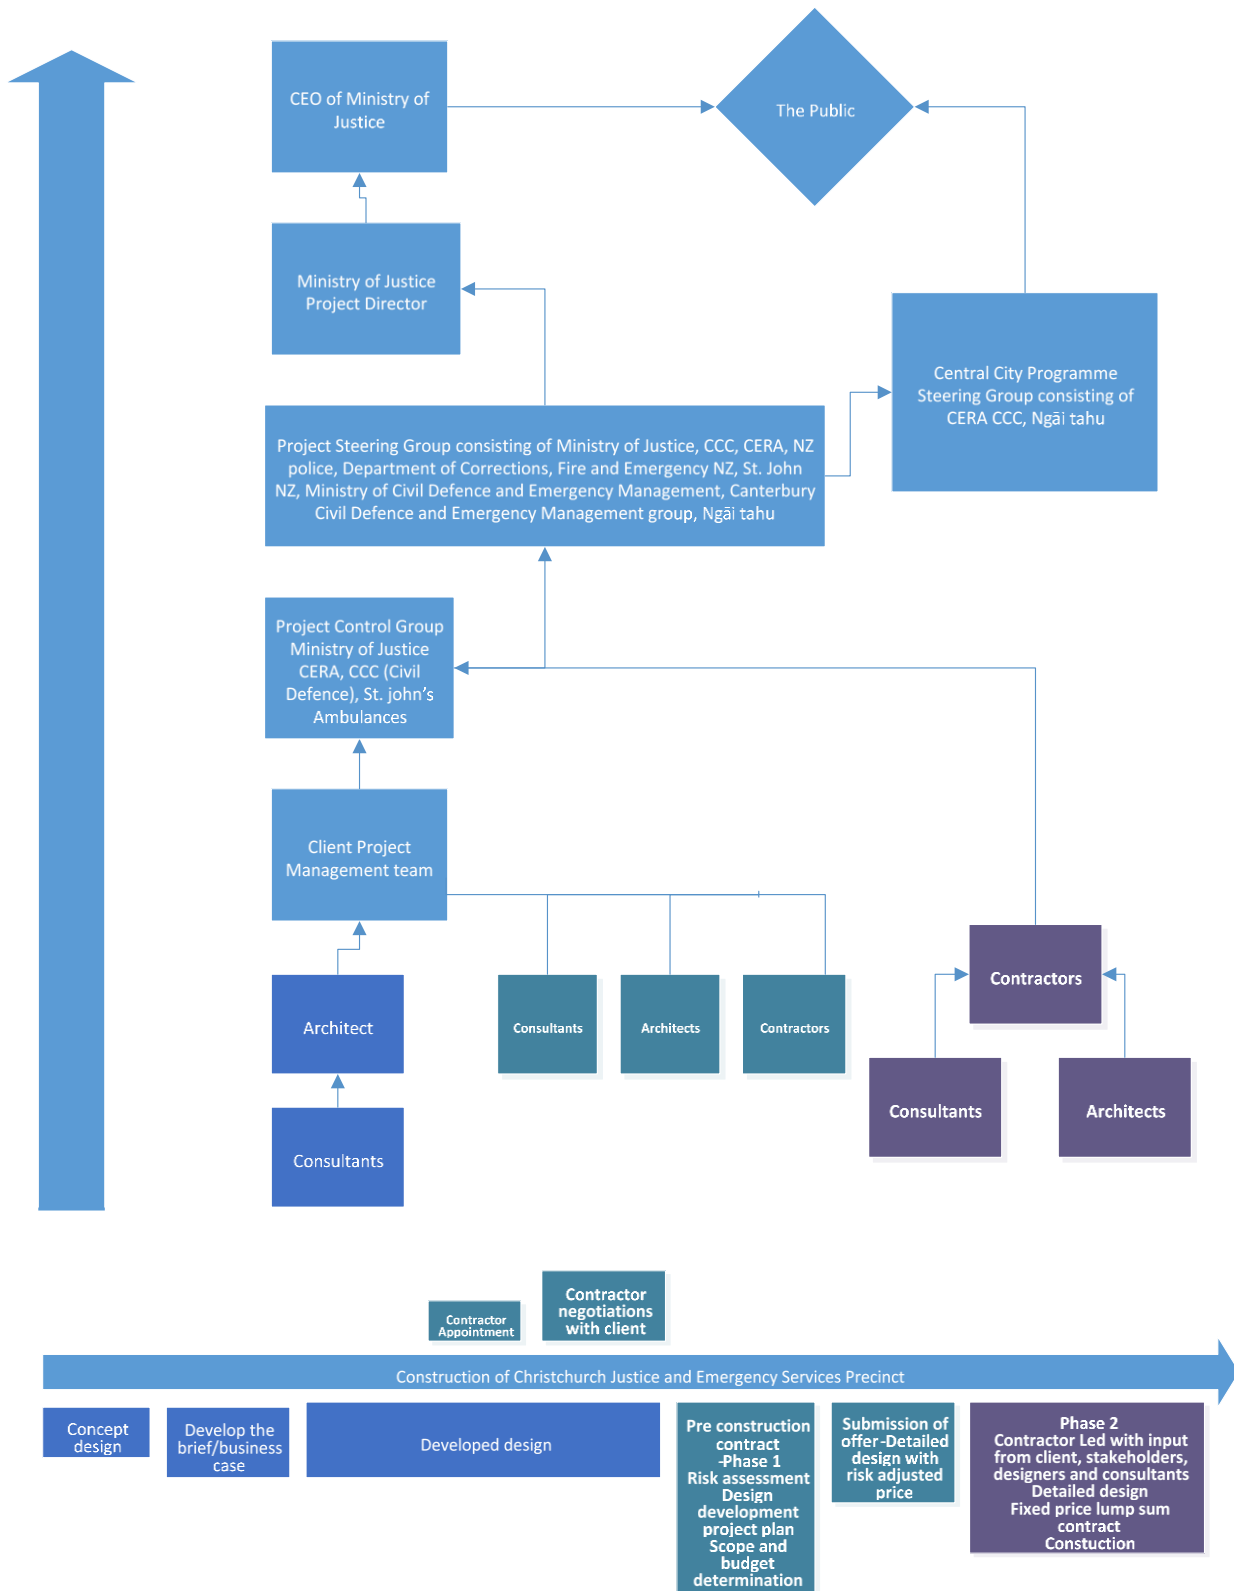 CEO of Ministry of
Justice
The Public
Ministry of Justice
Project Director
Central City Programme
Steering Group consisting of
CERA CCC, Ngāi tahu
Project Steering Group consisting of Ministry of Justice, CCC, CERA, NZ
police, Department of Corrections, Fire and Emergency NZ, St. John
NZ, Ministry of Civil Defence and Emergency Management, Canterbury
Civil Defence and Emergency Management group, Ngāi tahu
Project Control Group
Ministry of Justice
CERA, CCC (Civil
Defence), St. john’s
Ambulances
Client Project
Management team
Architect
Consultants
Consultants
Architects
Contractors
Contractors
Consultants
Architects
Contractor
Appointment
Contractor
negotiations
with client
Construction of Christchurch Justice and Emergency Services Precinct
Concept
design
Develop the
brief/business
case
Developed design
Pre construction
contract
-Phase 1
Risk assessment
Design
development
project plan
Scope and
budget
determination
Submission of
offer-Detailed
design with
risk adjusted
price
Phase 2
Contractor Led with input
from client, stakeholders,
designers and consultants
Detailed design
Fixed price lump sum
contract
Constuction